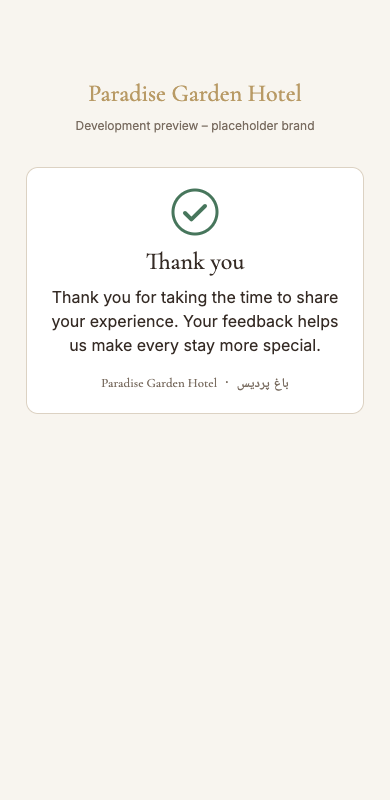 Paradise Garden Hotel
Development preview – placeholder brand
Thank you
Thank you for taking the time to share
your experience. Your feedback helps
us make every stay more special.
Paradise Garden Hotel · باغ پردیس